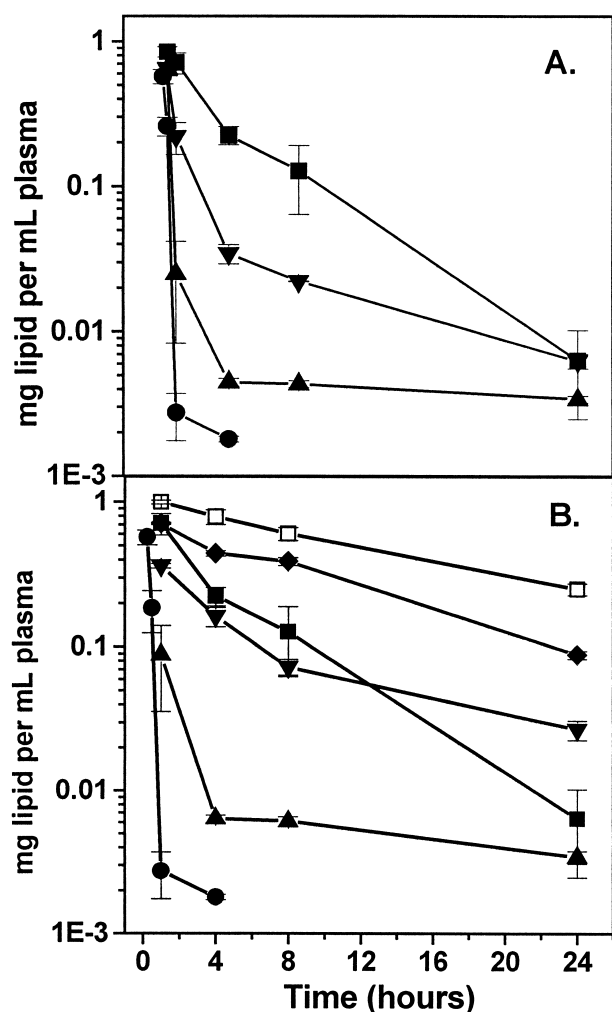 A.
mg lipid per mL plasma
1
0.1
0.01
1E-3
B.
mg lipid per mL plasma
1
0.1
0.01
1E-3
0 4 8 12 16 20 24
Time (hours)